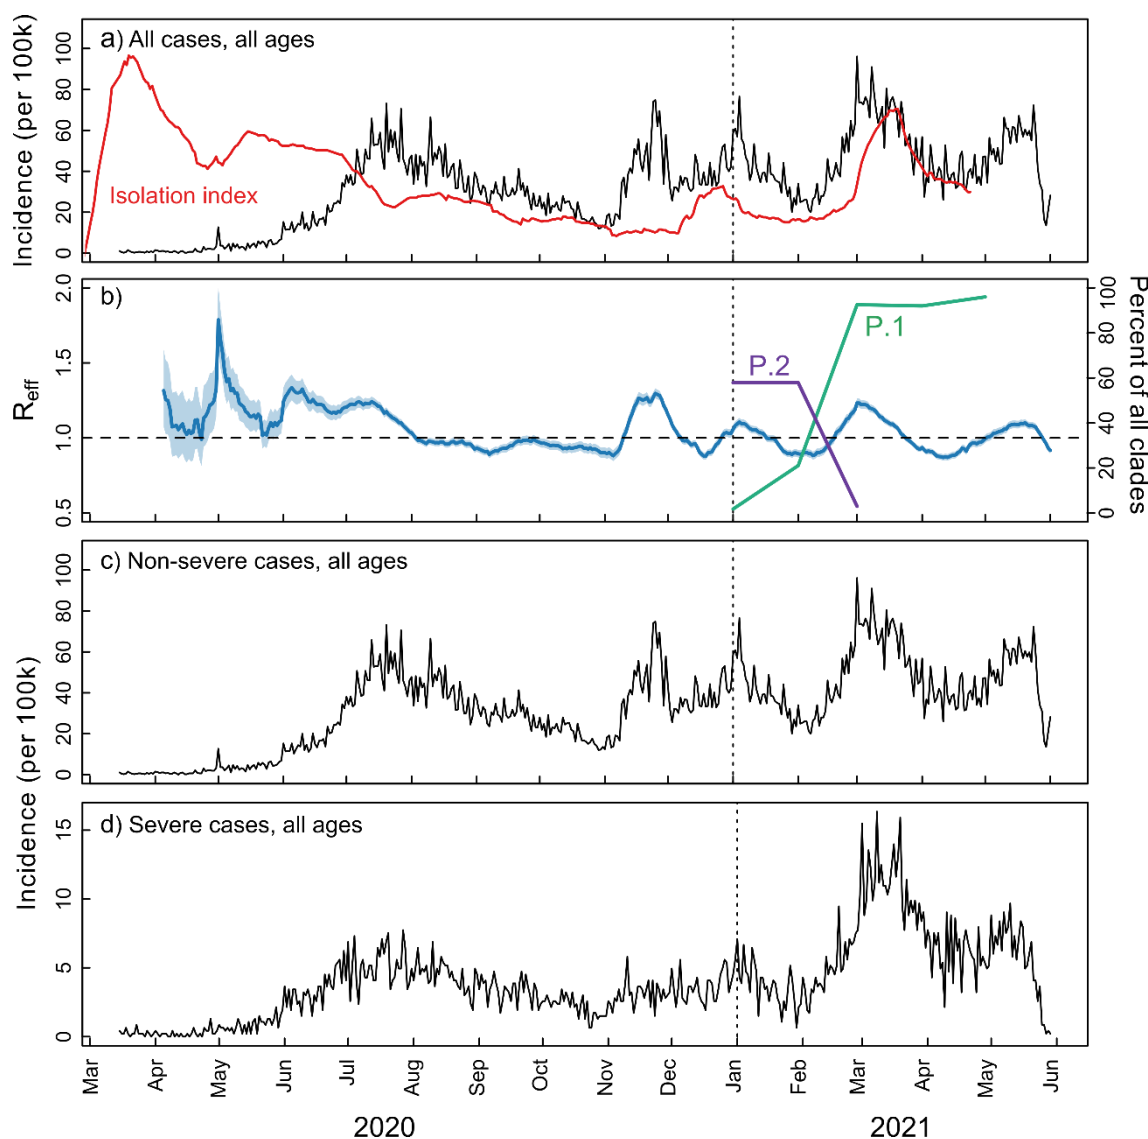 a) All cases, all ages
Incidence (per 100k)
100
80
60
40
20
0
Isolation index
b)
R eff
2.0
1.5
1.0
0.5
P.1
P.2
Percent of all clades
100
80
60
40
20
0
c) Non-severe cases, all ages
Incidence (per 100k)
100
80
60
40
20
0
d) Severe cases, all ages
15
10
5
0
Mar Apr May Jun Jul Aug Sep Oct Nov Dec Jan Feb Mar Apr May Jun
2020 2021